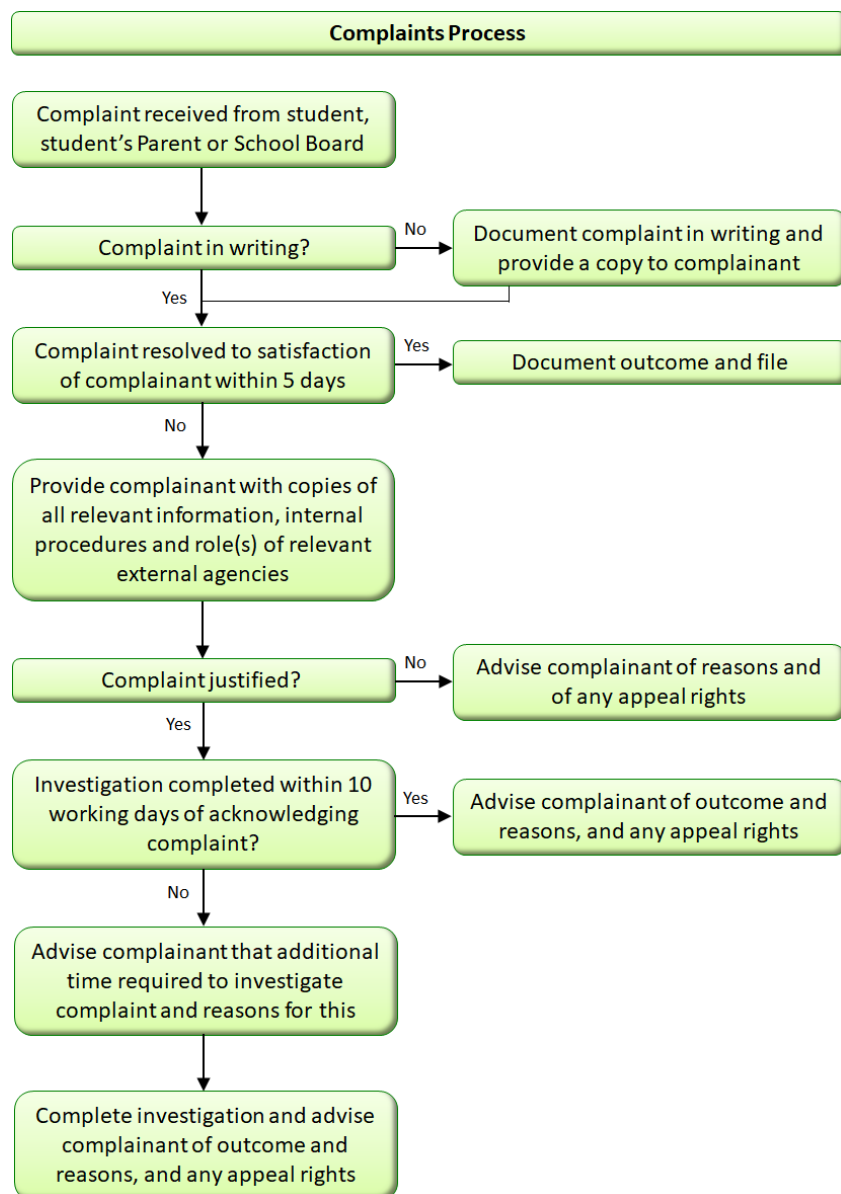 Complaints Process
Complaint received from student,
student's Parent or School Board
Complaint in writing?
No
Document complaint in writing and
provide a copy to complainant
Yes
Complaint resolved to satisfaction
of complainant within 5 days
Yes
Document outcome and file
No
Provide complainant with copies of
all relevant information, internal
procedures and role(s) of relevant
external agencies
Complaint justified?
No
Advise complainant of reasons and
of any appeal rights
Yes
Investigation completed within 10
working days of acknowledging
complaint?
Yes
Advise complainant of outcome and
reasons, and any appeal rights
No
Advise complainant that additional
time required to investigate
complaint and reasons for this
Complete investigation and advise
complainant of outcome and
reasons, and any appeal rights